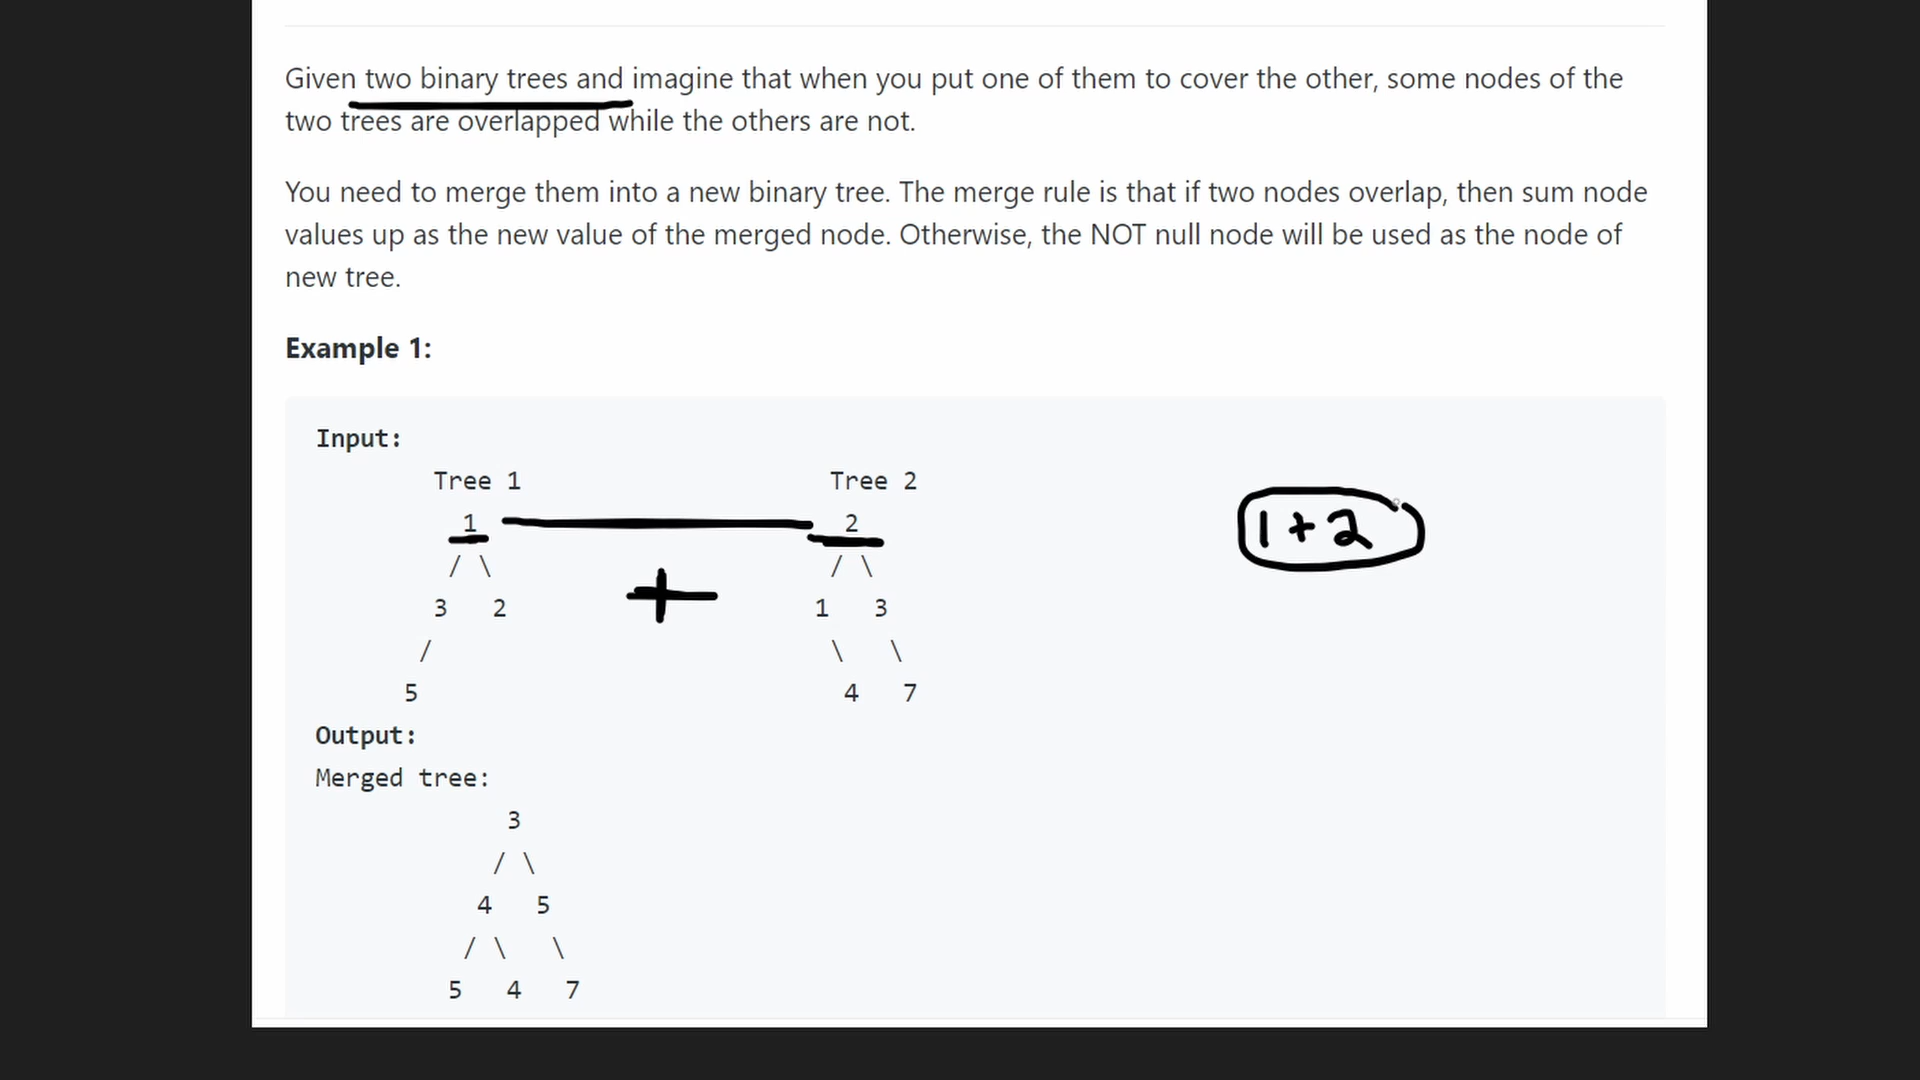 Given two binary trees and imagine that when you put one of them to cover the other, some nodes of the
two trees are overlapped while the others are not.
You need to merge them into a new binary tree. The merge rule is that if two nodes overlap, then sum node
values up as the new value of the merged node. Otherwise, the NOT null node will be used as the node of
new tree.
Example 1:
Input:
Tree 1 Tree 2
1 2
/ \ / \
3 2 1 3
/ \ \
5 4 7
+
1+2
Output:
Merged tree:
3
/ \
4 5
/ \ \
5 4 7